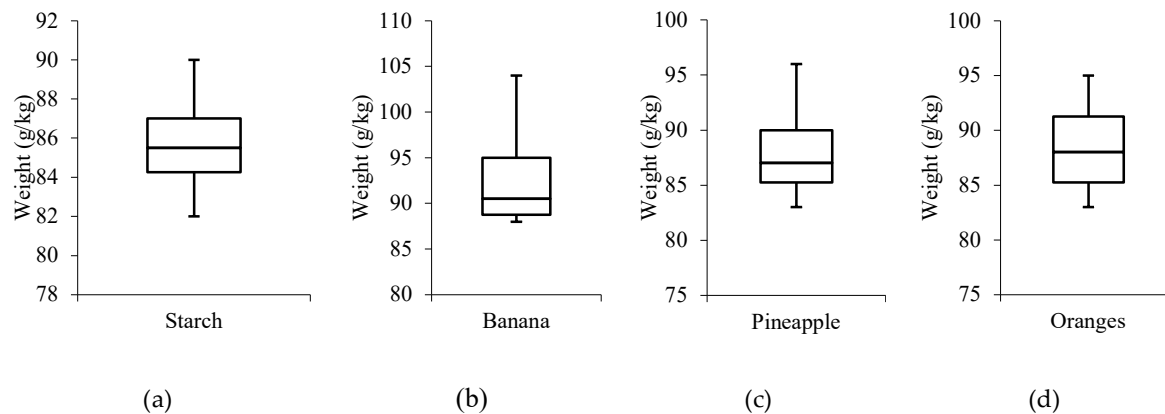 Weight (g/kg)
92
90
88
86
84
82
80
78
Starch
(a)
Weight (g/kg)
110
105
100
95
90
85
80
Banana
(b)
Weight (g/kg)
100
95
90
85
80
75
Pineapple
(c)
Weight (g/kg)
100
95
90
85
80
75
Oranges
(d)